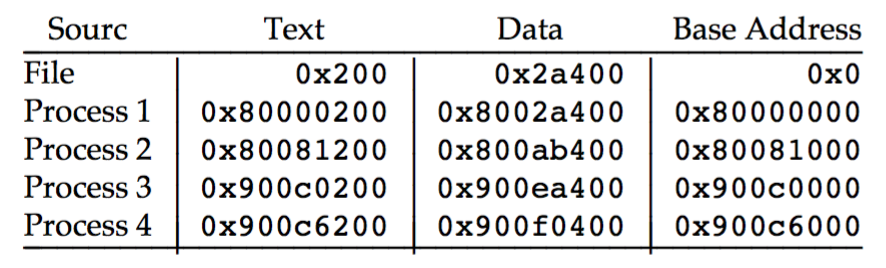 Sourc Text Data Base Address
File 0x200 0x2a400 0x0
Process 1 0x80000200 0x8002a400 0x80000000
Process 2 0x80081200 0x800ab400 0x80081000
Process 3 0x900c0200 0x900ea400 0x900c0000
Process 4 0x900c6200 0x900f0400 0x900c6000